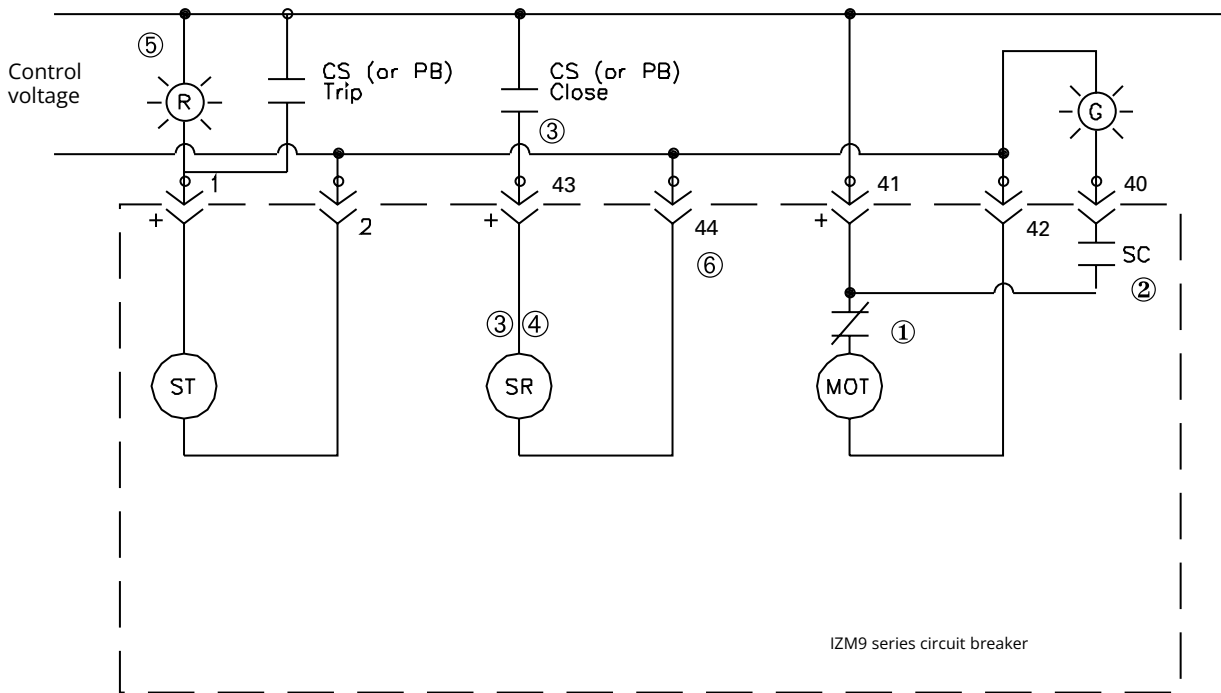 ⑤
Control
voltage
R
CS (or PB)
Trip
CS (or PB)
Close
③
G
1
43
41
40
+
2
+
44
+
42
SC
⑥
②
③ ④
①
ST
SR
MOT
IZM9 series circuit breaker